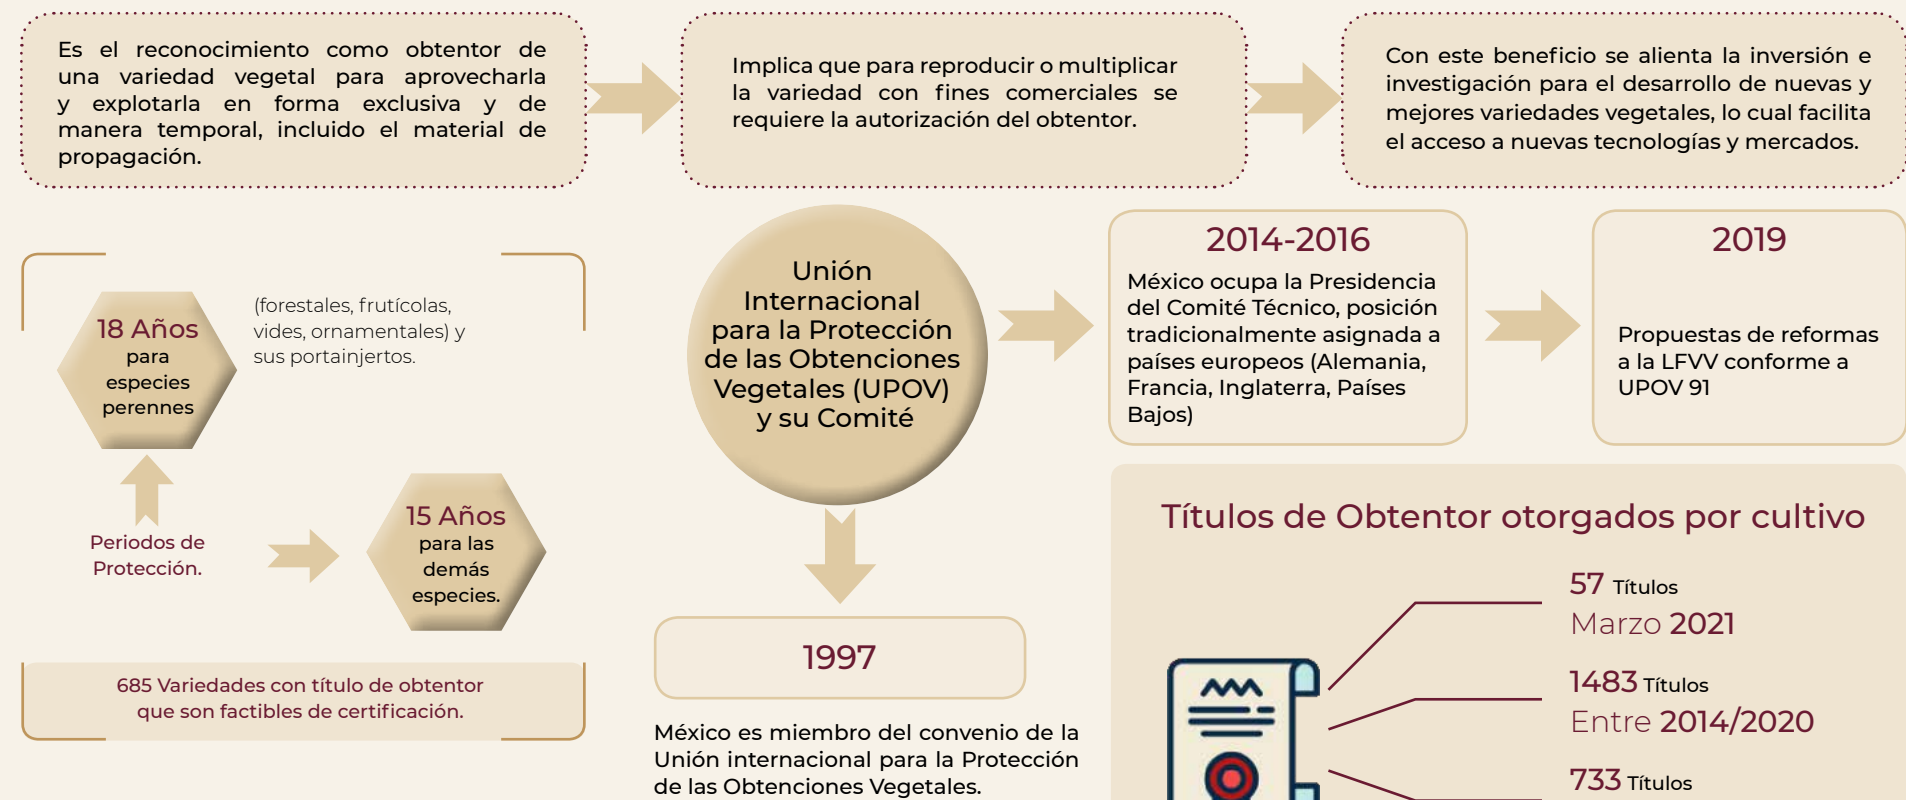 Es el reconocimiento como obtentor de
una variedad vegetal para aprovecharla
y explotarla en forma exclusiva y de
manera temporal, incluido el material de
propagación.
Implica que para reproducir o multiplicar
la variedad con fines comerciales se
requiere la autorización del obtentor.
Con este beneficio se alienta la inversión e
investigación para el desarrollo de nuevas y
mejores variedades vegetales, lo cual facilita
el acceso a nuevas tecnologías y mercados.
18 Años
para
especies
perennes
(forestales, frutícolas,
vides, ornamentales) y
sus portainjertos.
Periodos de
Protección.
15 Años
para las
demás
especies.
685 Variedades con título de obtentor
que son factibles de certificación.
Unión
Internacional
para la Protección
de las Obtenciones
Vegetales (UPOV)
y su Comité
1997
México es miembro del convenio de la
Unión internacional para la Protección
de las Obtenciones Vegetales.
2014-2016
México ocupa la Presidencia
del Comité Técnico, posición
tradicionalmente asignada a
países europeos (Alemania,
Francia, Inglaterra, Países
Bajos)
2019
Propuestas de reformas
a la LFVV conforme a
UPOV 91
Títulos de Obtentor otorgados por cultivo
57 Títulos
Marzo 2021
1483 Títulos
Entre 2014/2020
733 Títulos